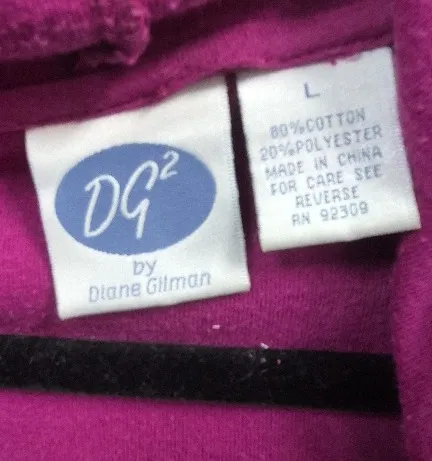 DG²
by
Diane Gilman
L
80%COTTON
20%POLYESTER
MADE IN CHINA
FOR CARE SEE
REVERSE
RN 92309